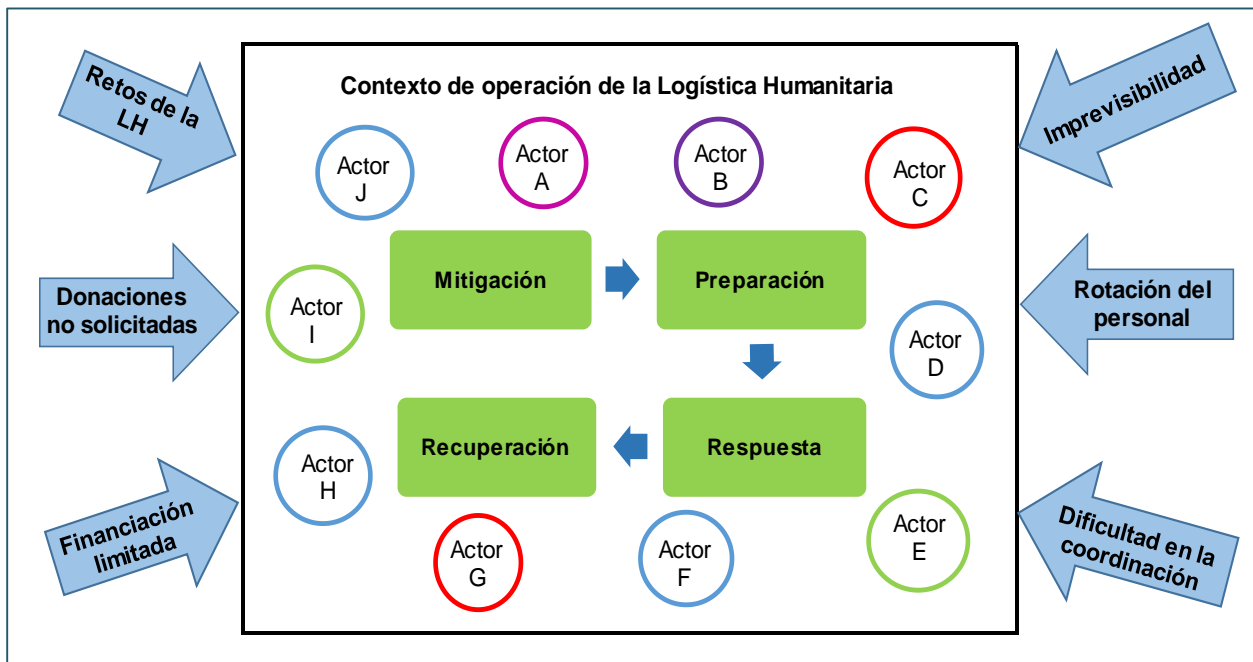 Contexto de operación de la Logística Humanitaria
Retos de la
LH
Donaciones
no solicitadas
Financiación
limitada
Imprevisibilidad
Rotación del
personal
Dificultad en la
coordinación
Actor
J
Actor
A
Actor
B
Actor
C
Actor
I
Mitigación
Preparación
Actor
D
Actor
H
Recuperación
Respuesta
Actor
E
Actor
G
Actor
F